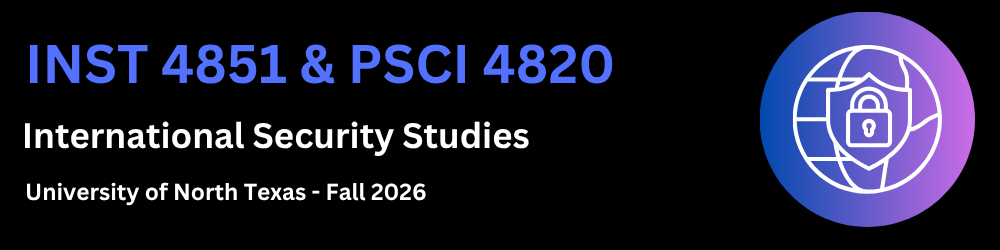 INST 4851 & PSCI 4820
International Security Studies
University of North Texas - Fall 2026